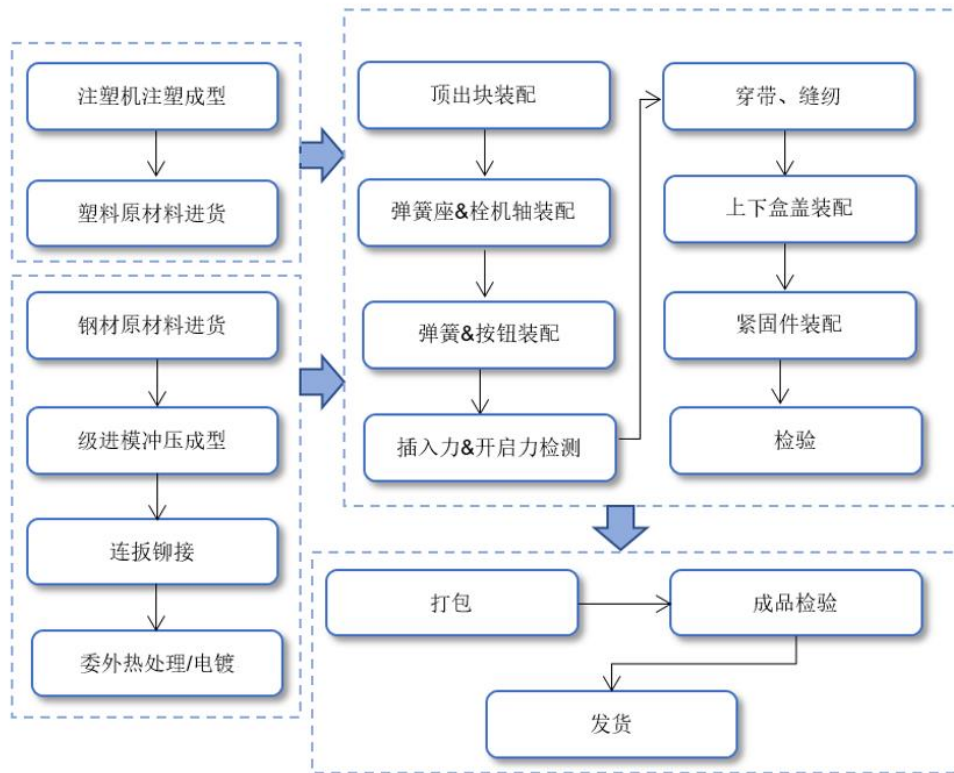 注塑机注塑成型
塑料原材料进货
钢材原材料进货
级进模冲压成型
连扳铆接
委外热处理/电镀
顶出块装配
弹簧座&栓机轴装配
弹簧&按钮装配
插入力&开启力检测
穿带、缝纫
上下盒盖装配
紧固件装配
检验
打包
成品检验
发货